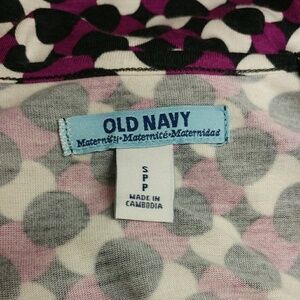 OLD NAVY
Maternity•Maternité•Maternidad
S
P
P
MADE IN
CAMBODIA